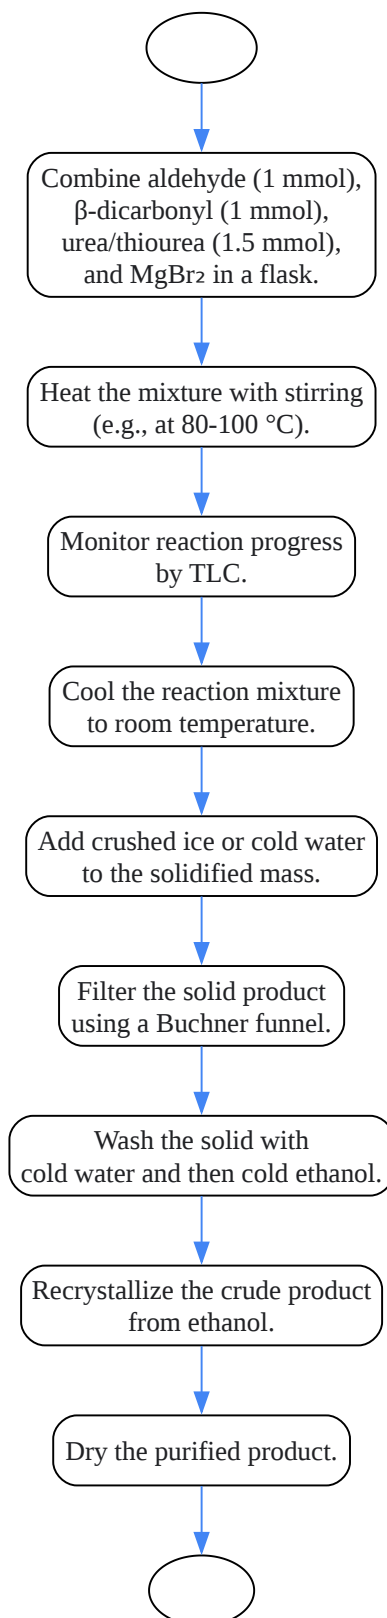 Combine aldehyde (1 mmol),
β-dicarbonyl (1 mmol),
urea/thiourea (1.5 mmol),
and MgBr₂ in a flask.
Heat the mixture with stirring
(e.g., at 80-100 °C).
Monitor reaction progress
by TLC.
Cool the reaction mixture
to room temperature.
Add crushed ice or cold water
to the solidified mass.
Filter the solid product
using a Buchner funnel.
Wash the solid with
cold water and then cold ethanol.
Recrystallize the crude product
from ethanol.
Dry the purified product.